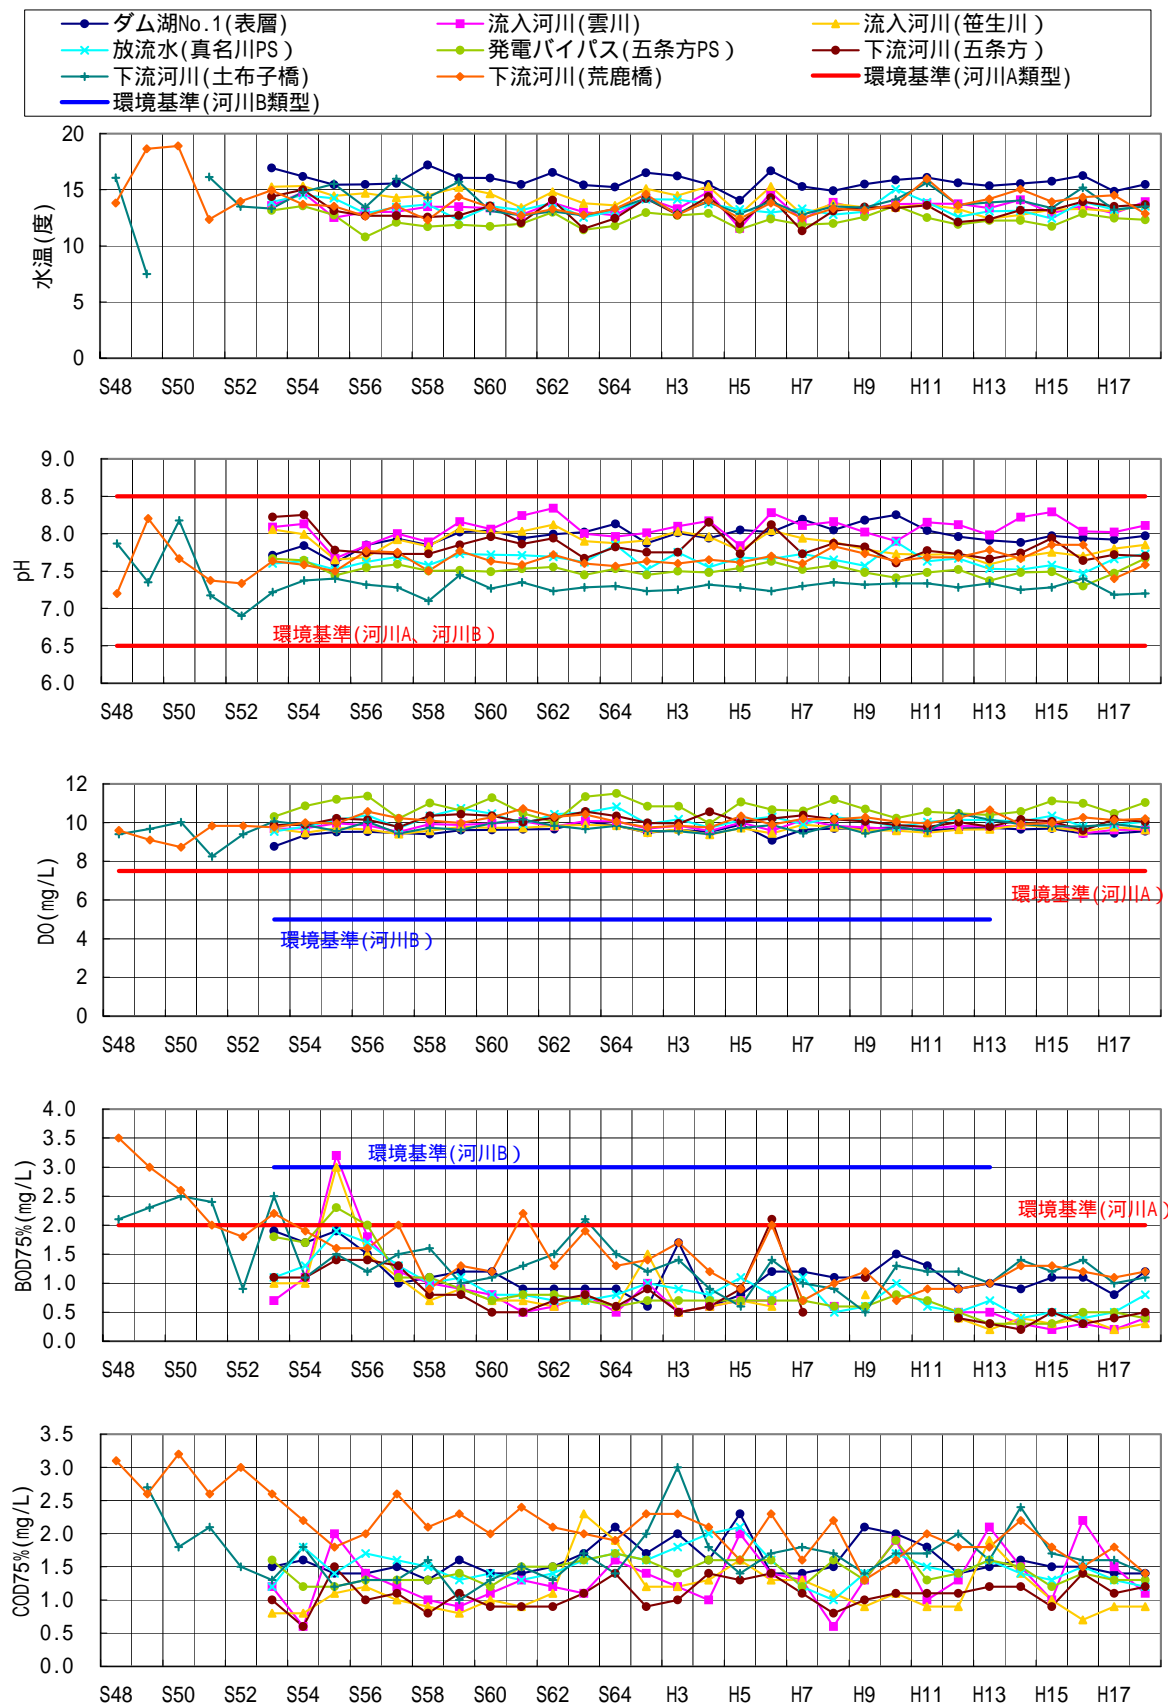 ダム湖No.1(表層) 流入河川(雲川) 流入河川(笹生川)
放流水(真名川PS) 発電バイパス(五条方PS) 下流河川(五条方)
下流河川(土布子橋) 下流河川(荒鹿橋) 環境基準(河川A類型)
環境基準(河川B類型)
水温(度)
20
15
10
5
0
S48 S50 S52 S54 S56 S58 S60 S62 S64 H3 H5 H7 H9 H11 H13 H15 H17
pH
9.0
8.5
8.0
7.5
7.0
6.5
6.0
環境基準(河川A、河川B)
S48 S50 S52 S54 S56 S58 S60 S62 S64 H3 H5 H7 H9 H11 H13 H15 H17
DO(mg/L)
12
10
8
6
4
2
0
環境基準(河川A)
環境基準(河川B)
S48 S50 S52 S54 S56 S58 S60 S62 S64 H3 H5 H7 H9 H11 H13 H15 H17
BOD75%(mg/L)
4.0
3.5
3.0
2.5
2.0
1.5
1.0
0.5
0.0
環境基準(河川B)
環境基準(河川A)
S48 S50 S52 S54 S56 S58 S60 S62 S64 H3 H5 H7 H9 H11 H13 H15 H17
COD75%(mg/L)
3.5
3.0
2.5
2.0
1.5
1.0
0.5
0.0
S48 S50 S52 S54 S56 S58 S60 S62 S64 H3 H5 H7 H9 H11 H13 H15 H17